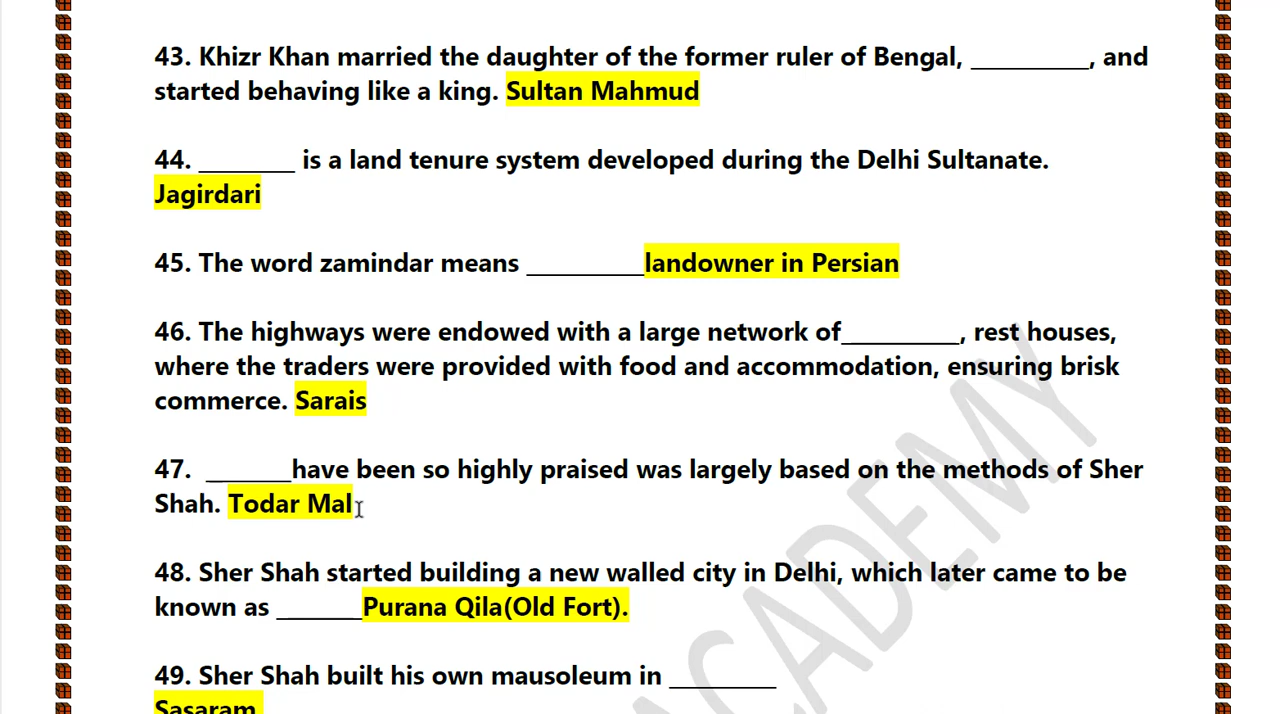 43. Khizr Khan married the daughter of the former ruler of Bengal, __________, and
started behaving like a king. Sultan Mahmud
44. ________ is a land tenure system developed during the Delhi Sultanate.
Jagirdari
45. The word zamindar means __________landowner in Persian
46. The highways were endowed with a large network of__________, rest houses,
where the traders were provided with food and accommodation, ensuring brisk
commerce. Sarais
47. _______have been so highly praised was largely based on the methods of Sher
Shah. Todar Mal
48. Sher Shah started building a new walled city in Delhi, which later came to be
known as _______Purana Qila(Old Fort).
49. Sher Shah built his own mausoleum in _________
Sasaram
ACADEMY